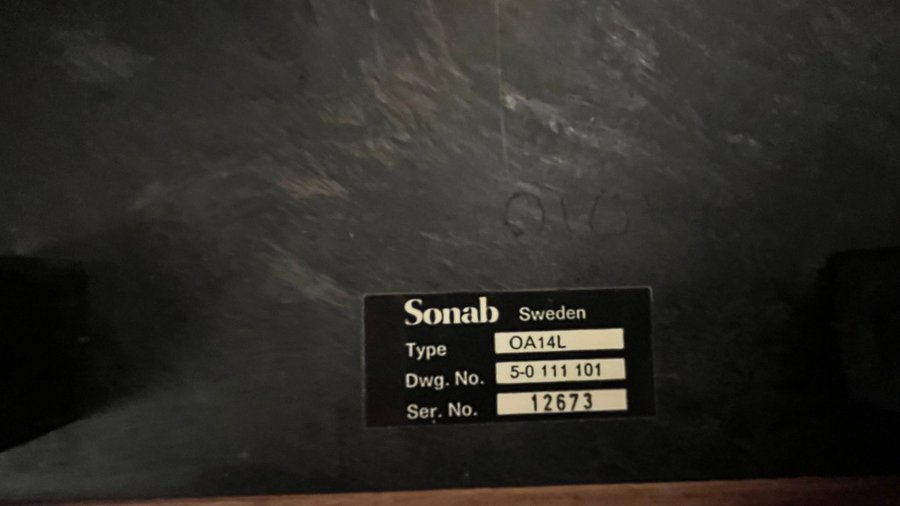 Sonab Sweden
Type OA14L
Dwg. No. 5-0 111 101
Ser. No. 12673